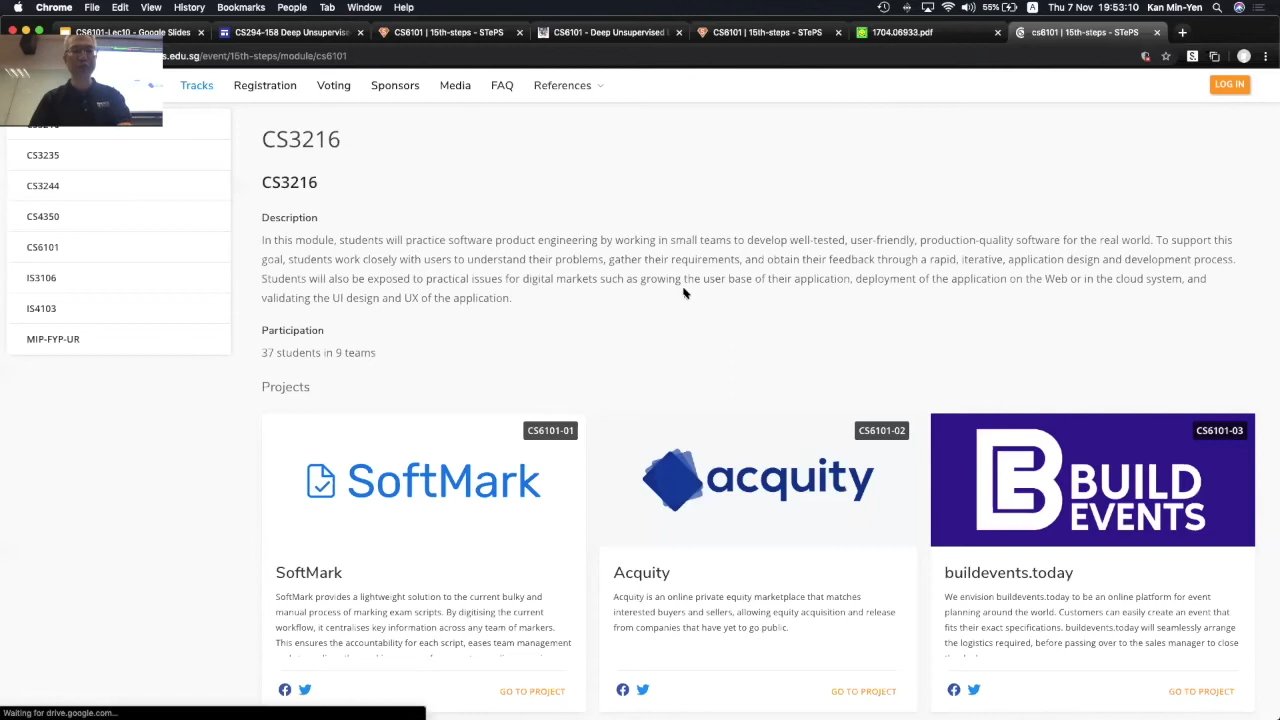 Chrome File Edit View History Bookmarks People Tab Window Help 55% A Thu 7 Nov 19:53:10 Kan Min-Yen
CS6101-Lec10 - Google Slides CS294-158 Deep Unsupervise CS6101 | 15th-steps – STePS CS6101 - Deep Unsupervised L CS6101 | 15th-steps – STePS 1704.06933.pdf cs6101 | 15th-steps – STePS
s.edu.sg/event/15th-steps/module/cs6101
Tracks Registration Voting Sponsors Media FAQ References LOG IN
CS3235
CS3244
CS4350
CS6101
IS3106
IS4103
MIP-FYP-UR
CS3216
CS3216
Description
In this module, students will practice software product engineering by working in small teams to develop well-tested, user-friendly, production-quality software for the real world. To support this
goal, students work closely with users to understand their problems, gather their requirements, and obtain their feedback through a rapid, iterative, application design and development process.
Students will also be exposed to practical issues for digital markets such as growing the user base of their application, deployment of the application on the Web or in the cloud system, and
validating the UI design and UX of the application.
Participation
37 students in 9 teams
Projects
CS6101-01
SoftMark
SoftMark
SoftMark provides a lightweight solution to the current bulky and
manual process of marking exam scripts. By digitising the current
workflow, it centralises key information across any team of markers.
This ensures the accountability for each script, eases team management
GO TO PROJECT
CS6101-02
acquity
Acquity
Acquity is an online private equity marketplace that matches
interested buyers and sellers, allowing equity acquisition and release
from companies that have yet to go public.
GO TO PROJECT
CS6101-03
BUILD
EVENTS
buildevents.today
We envision buildevents.today to be an online platform for event
planning around the world. Customers can easily create an event that
fits their exact specifications. buildevents.today will seamlessly arrange
the logistics required, before passing over to the sales manager to close
GO TO PROJECT
Waiting for drive.google.com...